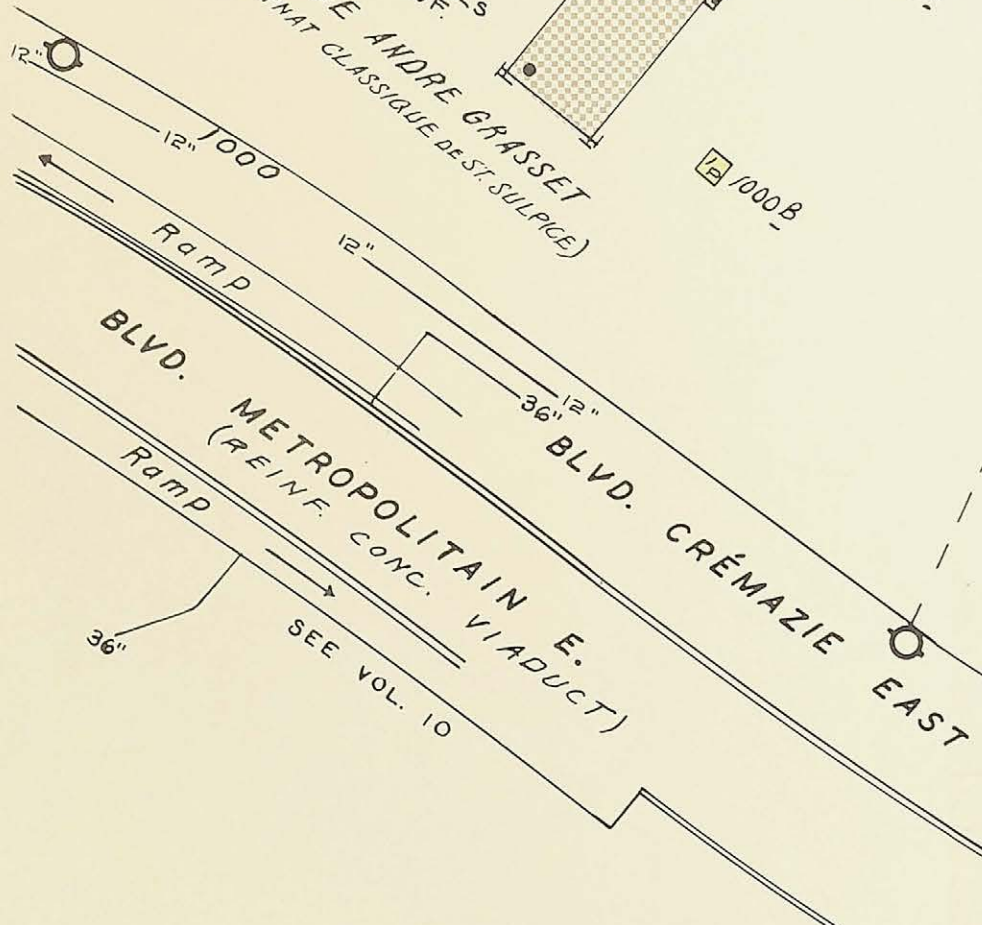 S
F.
E ANDRE GRASSET
NAT CLASSIQUE DE ST. SULPICE)
12"
12"
1000
1000 B
Ramp
12"
12"
36"
BLVD. METROPOLITAIN E.
(REINF. CONC. VIADUCT)
BLVD. CRÉMAZIE EAST
Ramp
36"
SEE VOL. 10